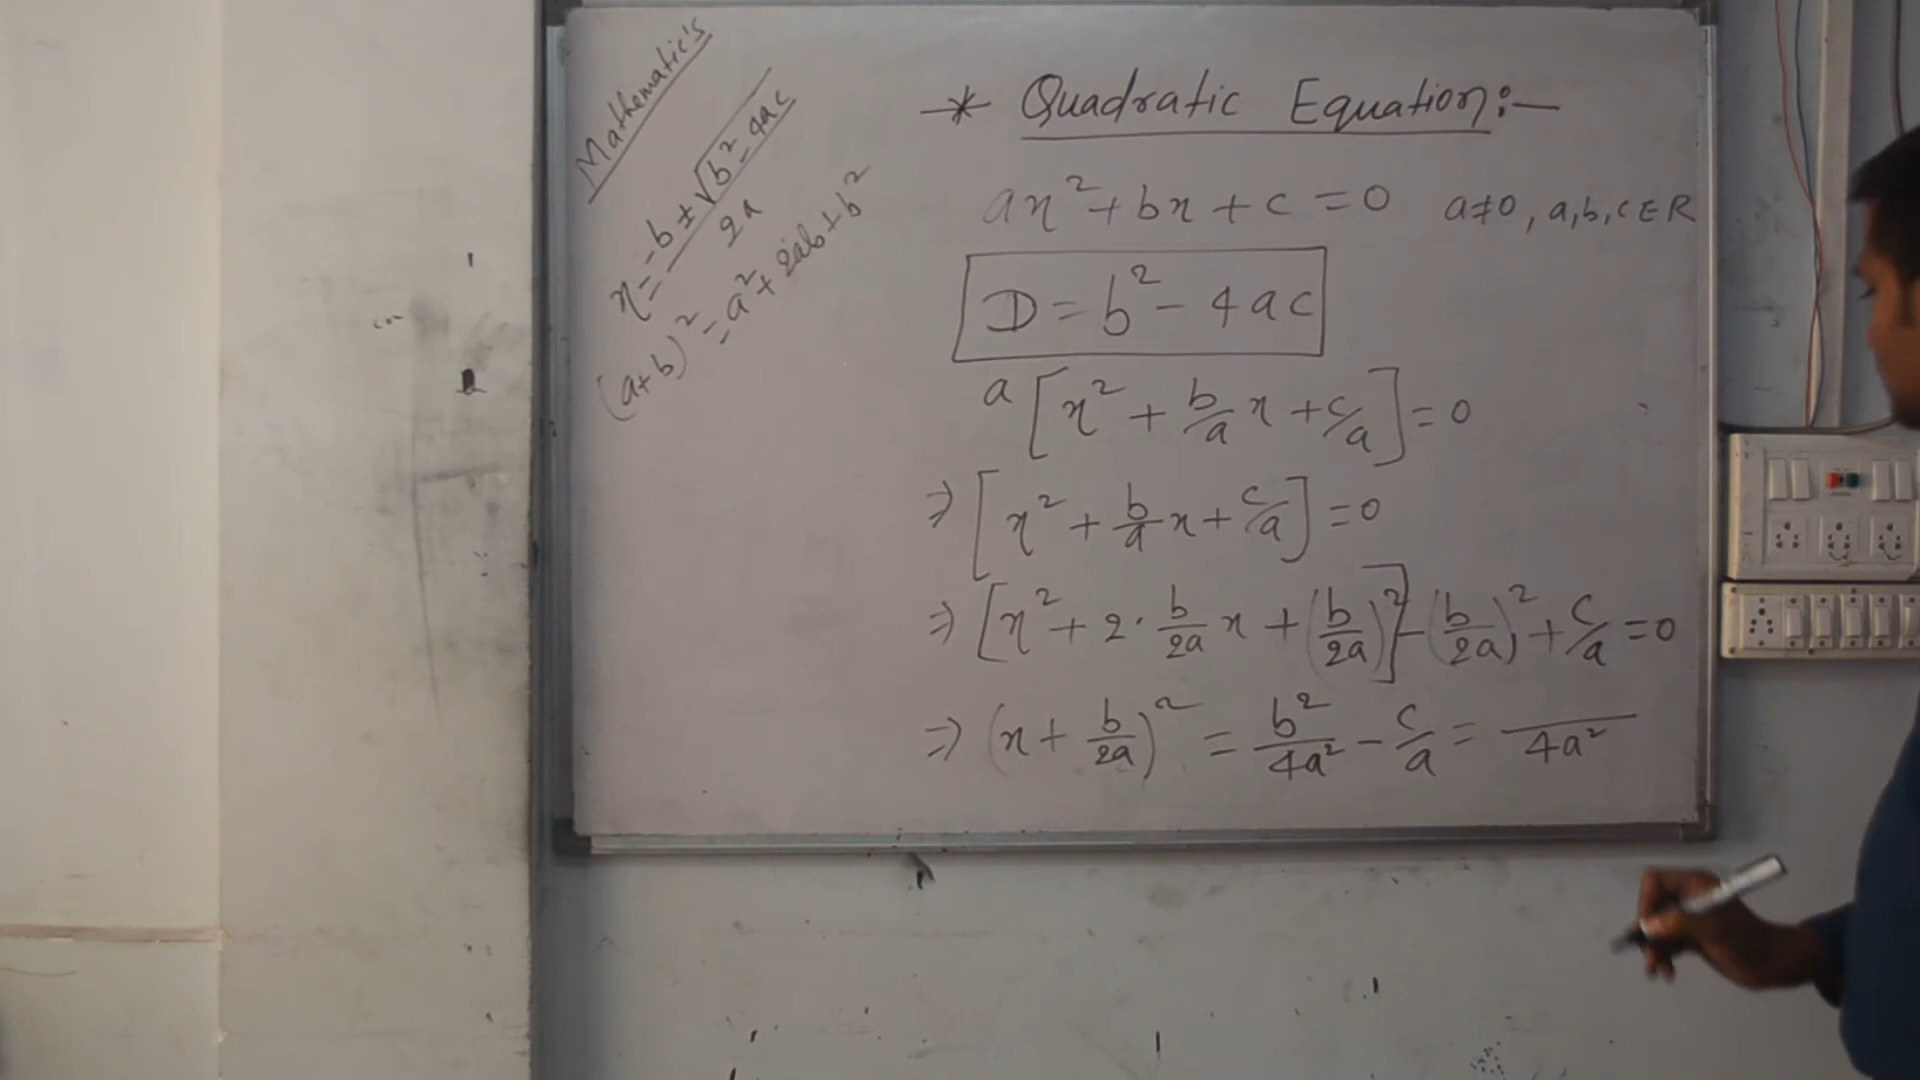 Mathematic's
x = -b ± √b² - 4ac / 2a
(a+b)² = a² + 2ab + b²
* Quadratic Equation:-
ax² + bx + c = 0 a≠0, a,b,c ∈ R
D = b² - 4ac
a [x² + b/a x + c/a] = 0
⇒ [x² + b/a x + c/a] = 0
⇒ [x² + 2· b/2a x + (b/2a)²] - (b/2a)² + c/a = 0
⇒ (x + b/2a)² = b²/4a² - c/a = /4a²